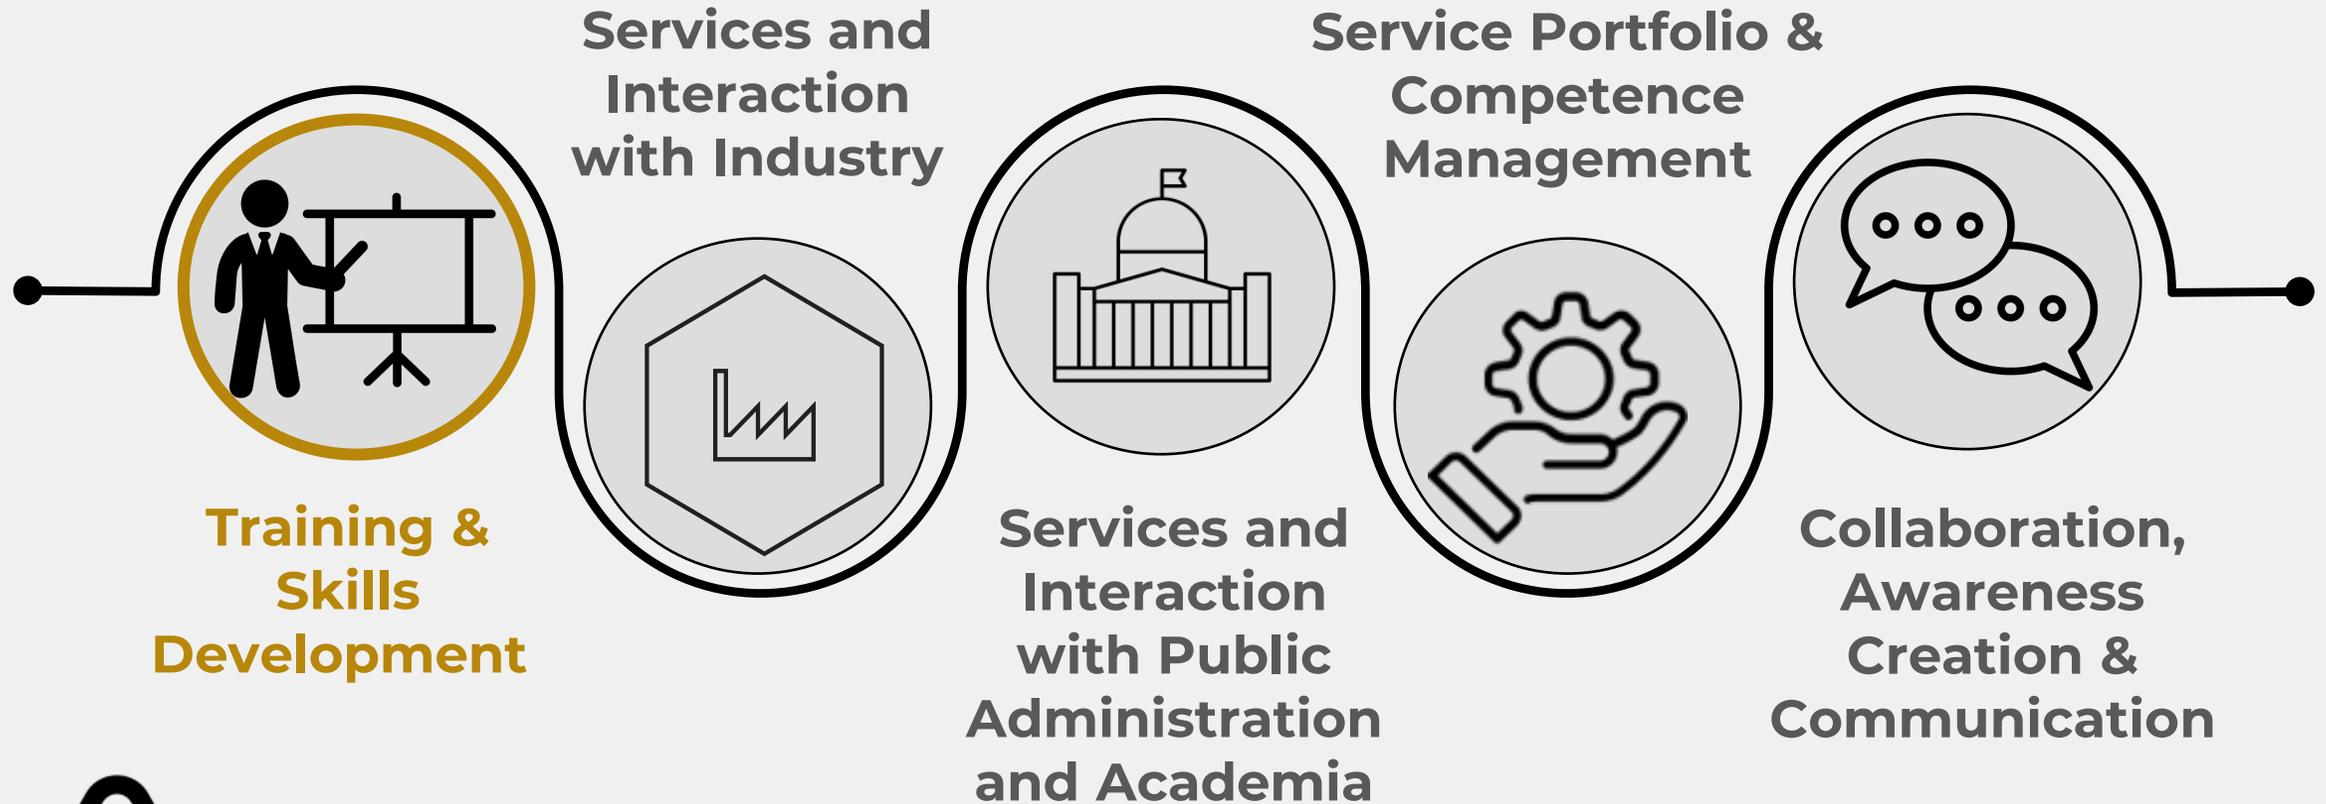 Services and
Interaction
with Industry
Service Portfolio &
Competence
Management
Training &
Skills
Development
Services and
Interaction
with Public
Administration
and Academia
Collaboration,
Awareness
Creation &
Communication